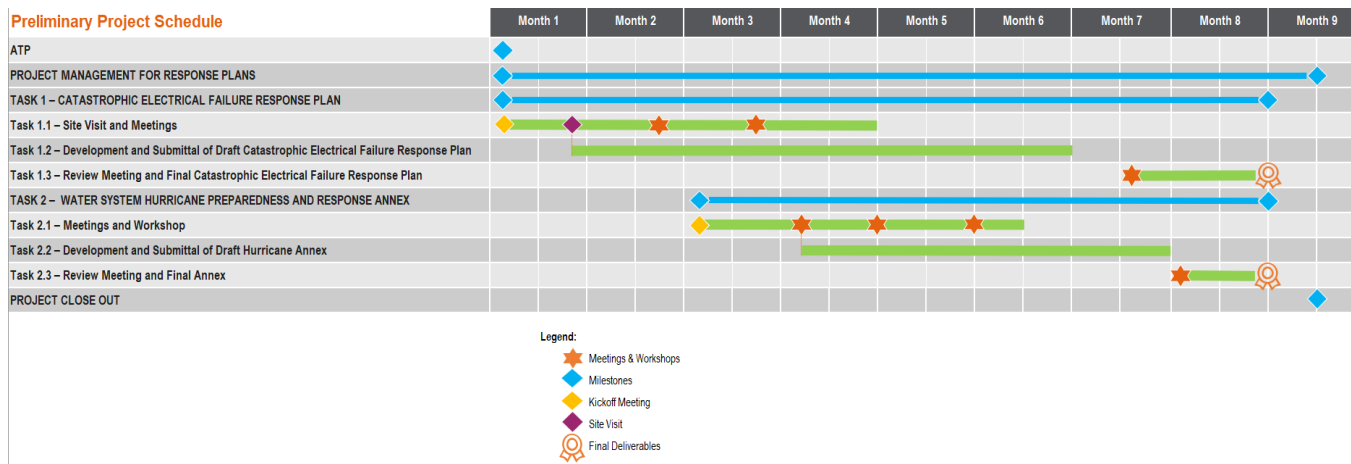 Preliminary Project Schedule Month 1 Month 2 Month 3 Month 4 Month 5 Month 6 Month 7 Month 8 Month 9
ATP
PROJECT MANAGEMENT FOR RESPONSE PLANS
TASK 1 – CATASTROPHIC ELECTRICAL FAILURE RESPONSE PLAN
Task 1.1 – Site Visit and Meetings
Task 1.2 – Development and Submittal of Draft Catastrophic Electrical Failure Response Plan
Task 1.3 – Review Meeting and Final Catastrophic Electrical Failure Response Plan
TASK 2 – WATER SYSTEM HURRICANE PREPAREDNESS AND RESPONSE ANNEX
Task 2.1 – Meetings and Workshop
Task 2.2 – Development and Submittal of Draft Hurricane Annex
Task 2.3 – Review Meeting and Final Annex
PROJECT CLOSE OUT
Legend:
Meetings & Workshops
Milestones
Kickoff Meeting
Site Visit
Final Deliverables